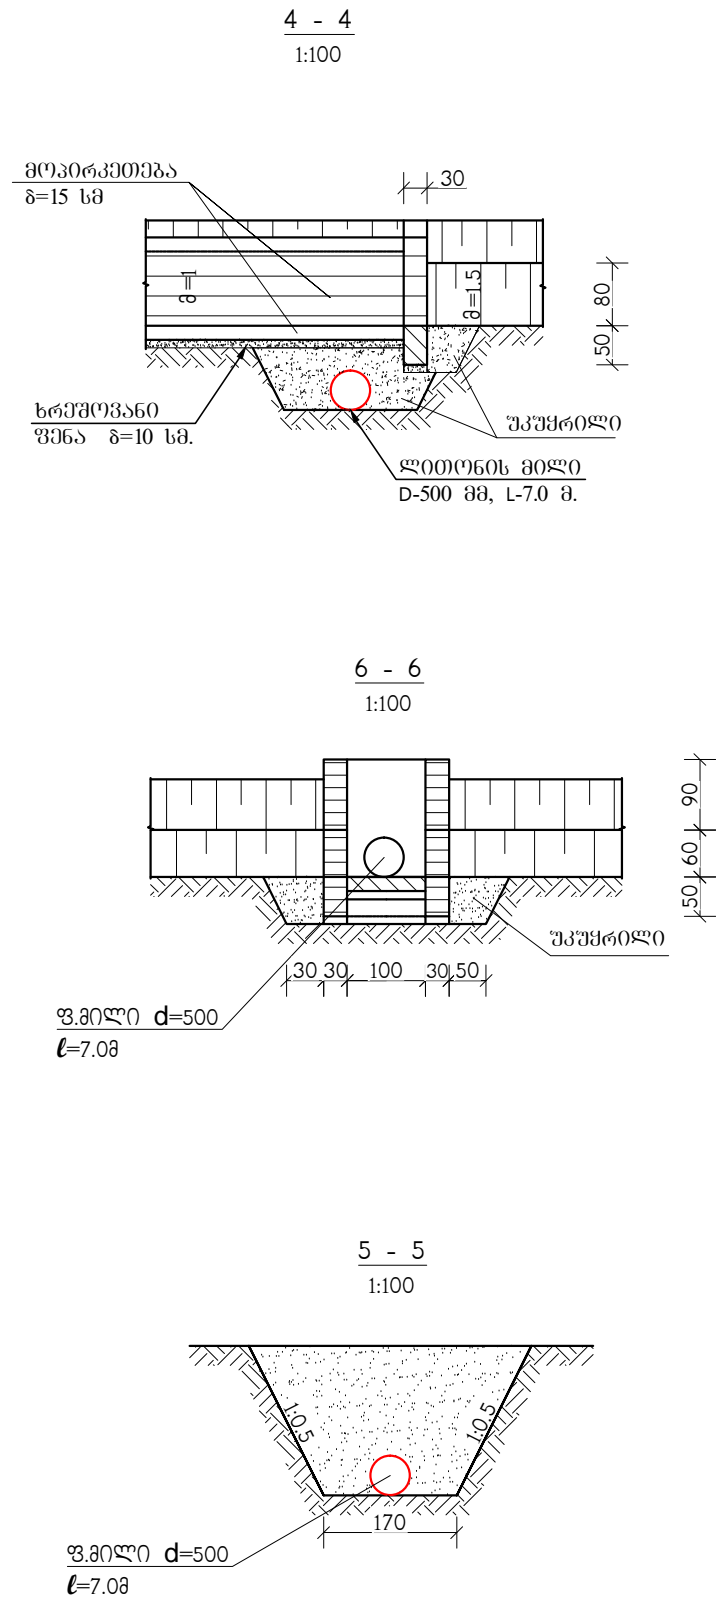 4 - 4
1:100
მოპირკეთება
δ=15 სმ
30
მ=1
მ=1.5
80
50
ხრეშოვანი
ფენა δ=10 სმ.
უკუყრილი
ლითონის მილი
D-500 მმ, L-7.0 მ.
6 - 6
1:100
90
60
50
უკუყრილი
30 30 100 30 50
ფ.მილი d=500
ℓ=7.0მ
5 - 5
1:100
1:0.5
1:0.5
170
ფ.მილი d=500
ℓ=7.0მ